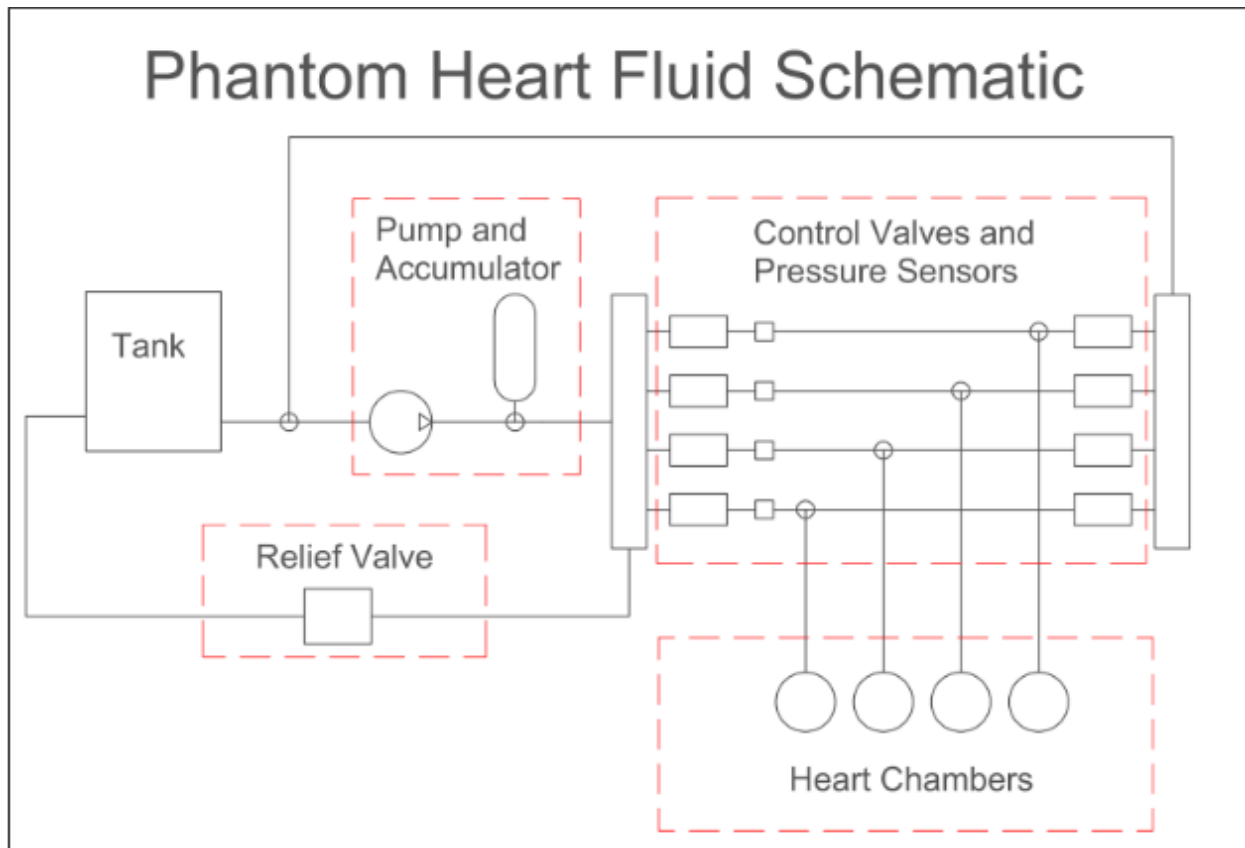 Phantom Heart Fluid Schematic
Pump and
Accumulator
Control Valves and
Pressure Sensors
Tank
Relief Valve
Heart Chambers